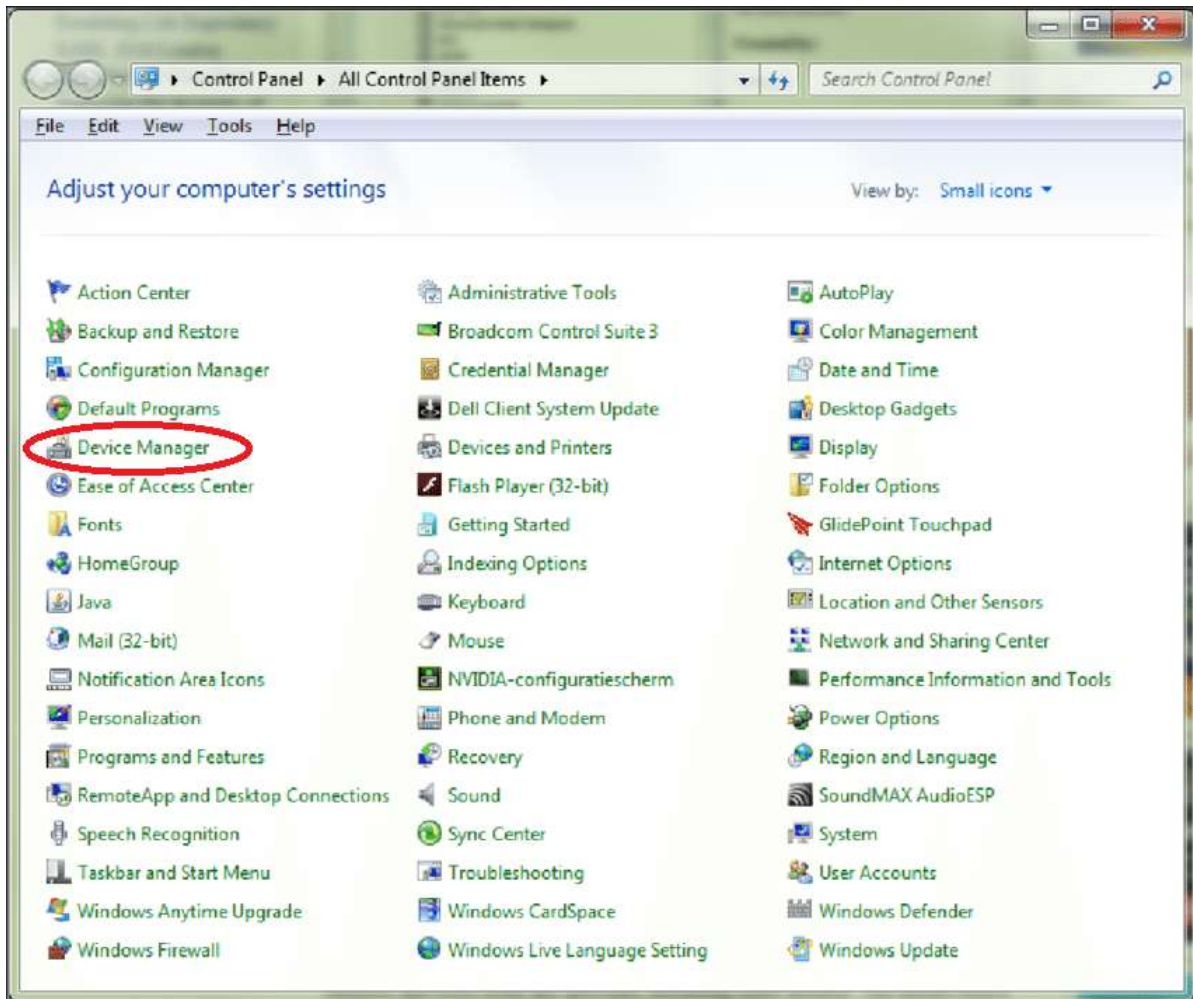 Control Panel ▸ All Control Panel Items ▸
Search Control Panel
File Edit View Tools Help
Adjust your computer's settings
View by: Small icons
Action Center
Administrative Tools
AutoPlay
Backup and Restore
Broadcom Control Suite 3
Color Management
Configuration Manager
Credential Manager
Date and Time
Default Programs
Dell Client System Update
Desktop Gadgets
Device Manager
Devices and Printers
Display
Ease of Access Center
Flash Player (32-bit)
Folder Options
Fonts
Getting Started
GlidePoint Touchpad
HomeGroup
Indexing Options
Internet Options
Java
Keyboard
Location and Other Sensors
Mail (32-bit)
Mouse
Network and Sharing Center
Notification Area Icons
NVIDIA-configuratiescherm
Performance Information and Tools
Personalization
Phone and Modem
Power Options
Programs and Features
Recovery
Region and Language
RemoteApp and Desktop Connections
Sound
SoundMAX AudioESP
Speech Recognition
Sync Center
System
Taskbar and Start Menu
Troubleshooting
User Accounts
Windows Anytime Upgrade
Windows CardSpace
Windows Defender
Windows Firewall
Windows Live Language Setting
Windows Update